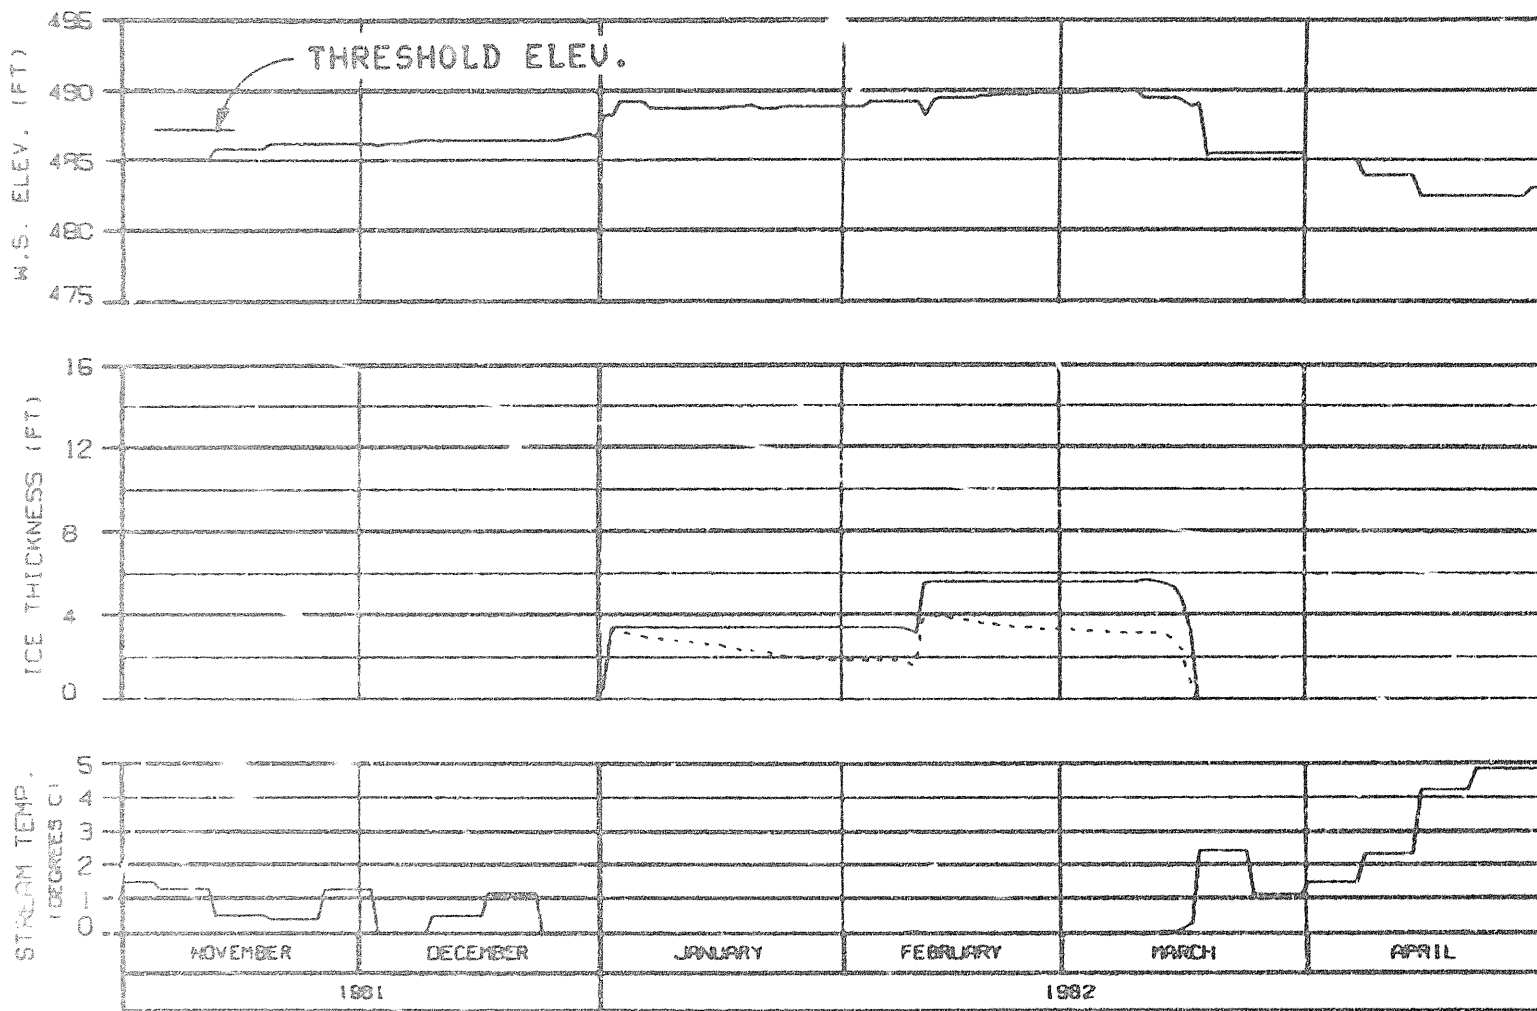 THRESHOLD ELEV.
W.S. ELEV. (FT)
495
490
485
480
475
ICE THICKNESS (FT)
16
12
8
4
0
STREAM TEMP.
(DEGREES C)
5
4
3
2
1
0
NOVEMBER DECEMBER JANUARY FEBRUARY MARCH APRIL
1981 1982